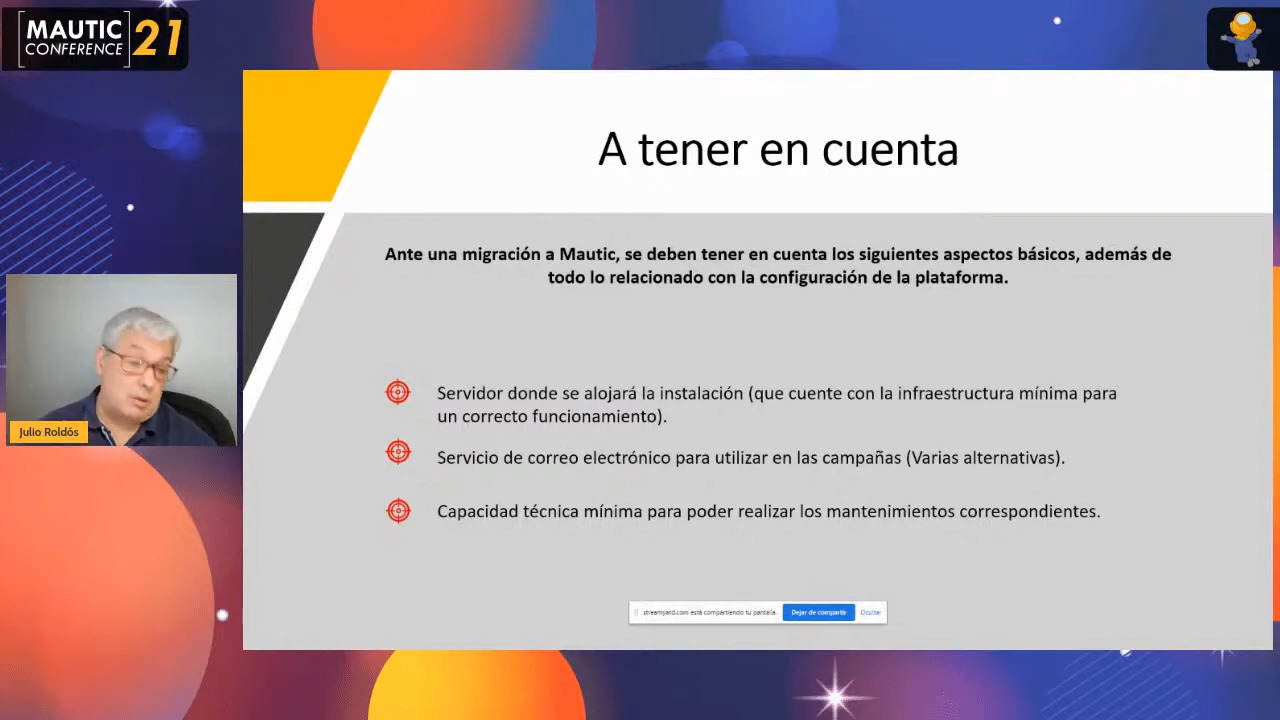 MAUTIC
CONFERENCE 21
A tener en cuenta
Ante una migración a Mautic, se deben tener en cuenta los siguientes aspectos básicos, además de
todo lo relacionado con la configuración de la plataforma.
Servidor donde se alojará la instalación (que cuente con la infraestructura mínima para
un correcto funcionamiento).
Servicio de correo electrónico para utilizar en las campañas (Varias alternativas).
Capacidad técnica mínima para poder realizar los mantenimientos correspondientes.
Julio Roldós
streamyard.com está compartiendo tu pantalla.
Dejar de compartir
Ocultar